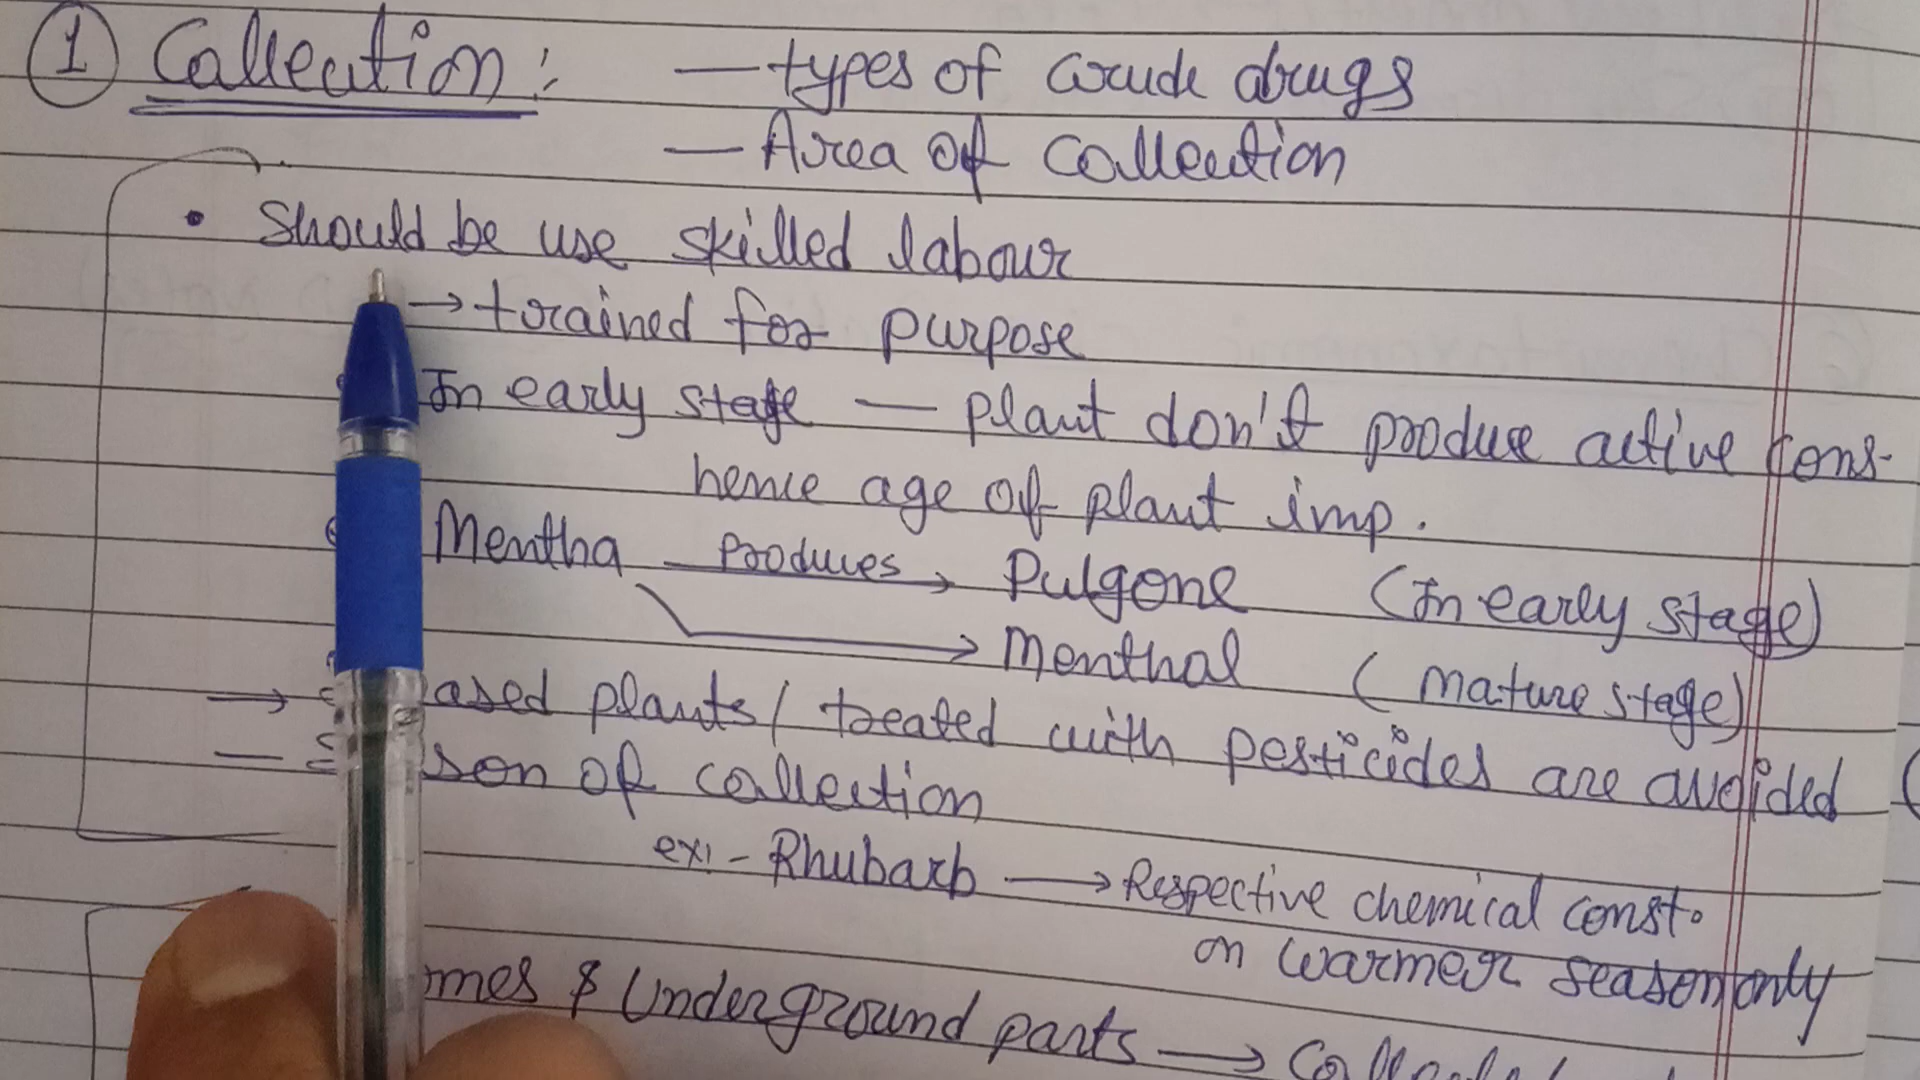 ① Collection :- — types of crude drugs
— Area of Collection
• Should be use skilled labour
→ trained for purpose
In early stage — plant don't produce active cons.
hence age of plant imp.
Mentha produces → Pulgone (In early stage)
→ Menthal (mature stage)
→ plants / treated with pesticides are avoided
— of collection
ex:- Rhubarb → Respective chemical const.
on warmer season only
& Underground parts →